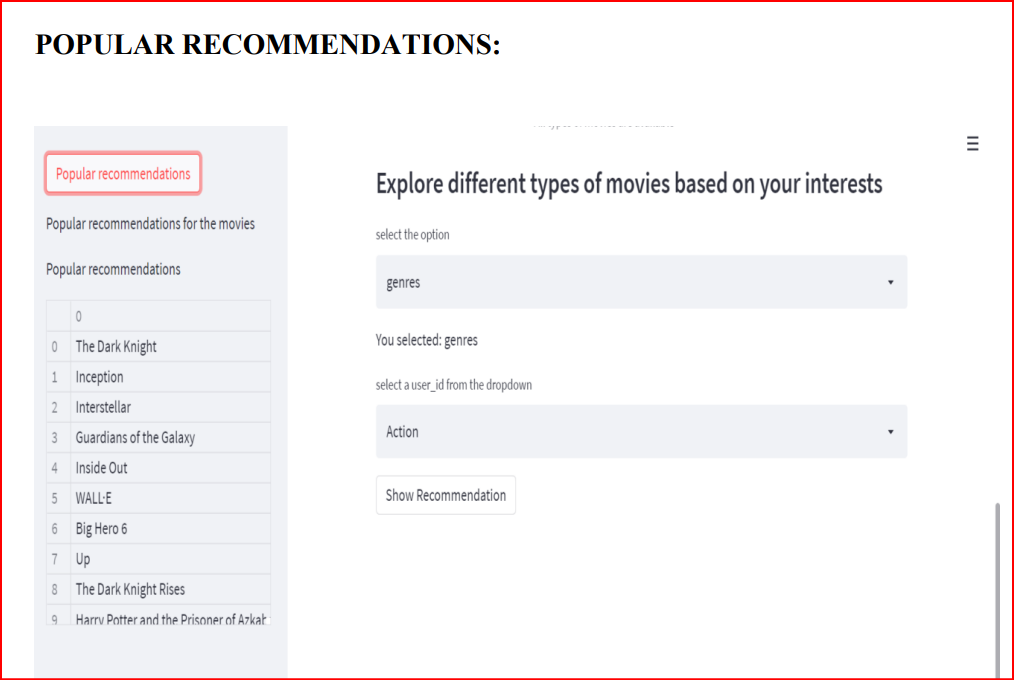 POPULAR RECOMMENDATIONS:
Popular recommendations
Popular recommendations for the movies
Popular recommendations
0
0 The Dark Knight
1 Inception
2 Interstellar
3 Guardians of the Galaxy
4 Inside Out
5 WALL·E
6 Big Hero 6
7 Up
8 The Dark Knight Rises
9 Harry Potter and the Prisoner of
Explore different types of movies based on your interests
select the option
genres
You selected: genres
select a user_id from the dropdown
Action
Show Recommendation